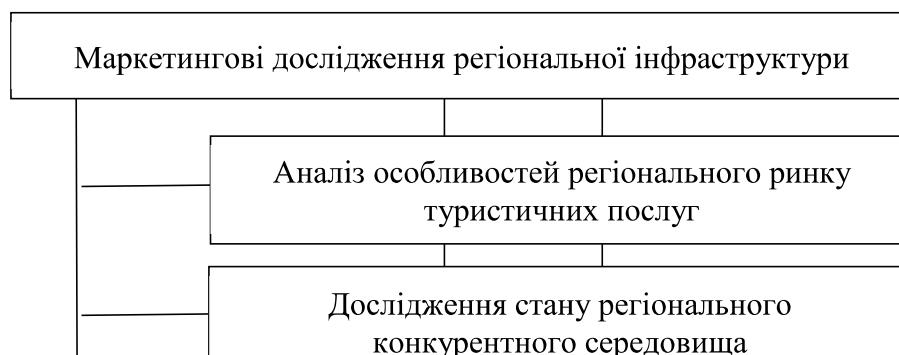 Маркетингові дослідження регіональної інфраструктури
Аналіз особливостей регіонального ринку
туристичних послуг
Дослідження стану регіонального
конкурентного середовища